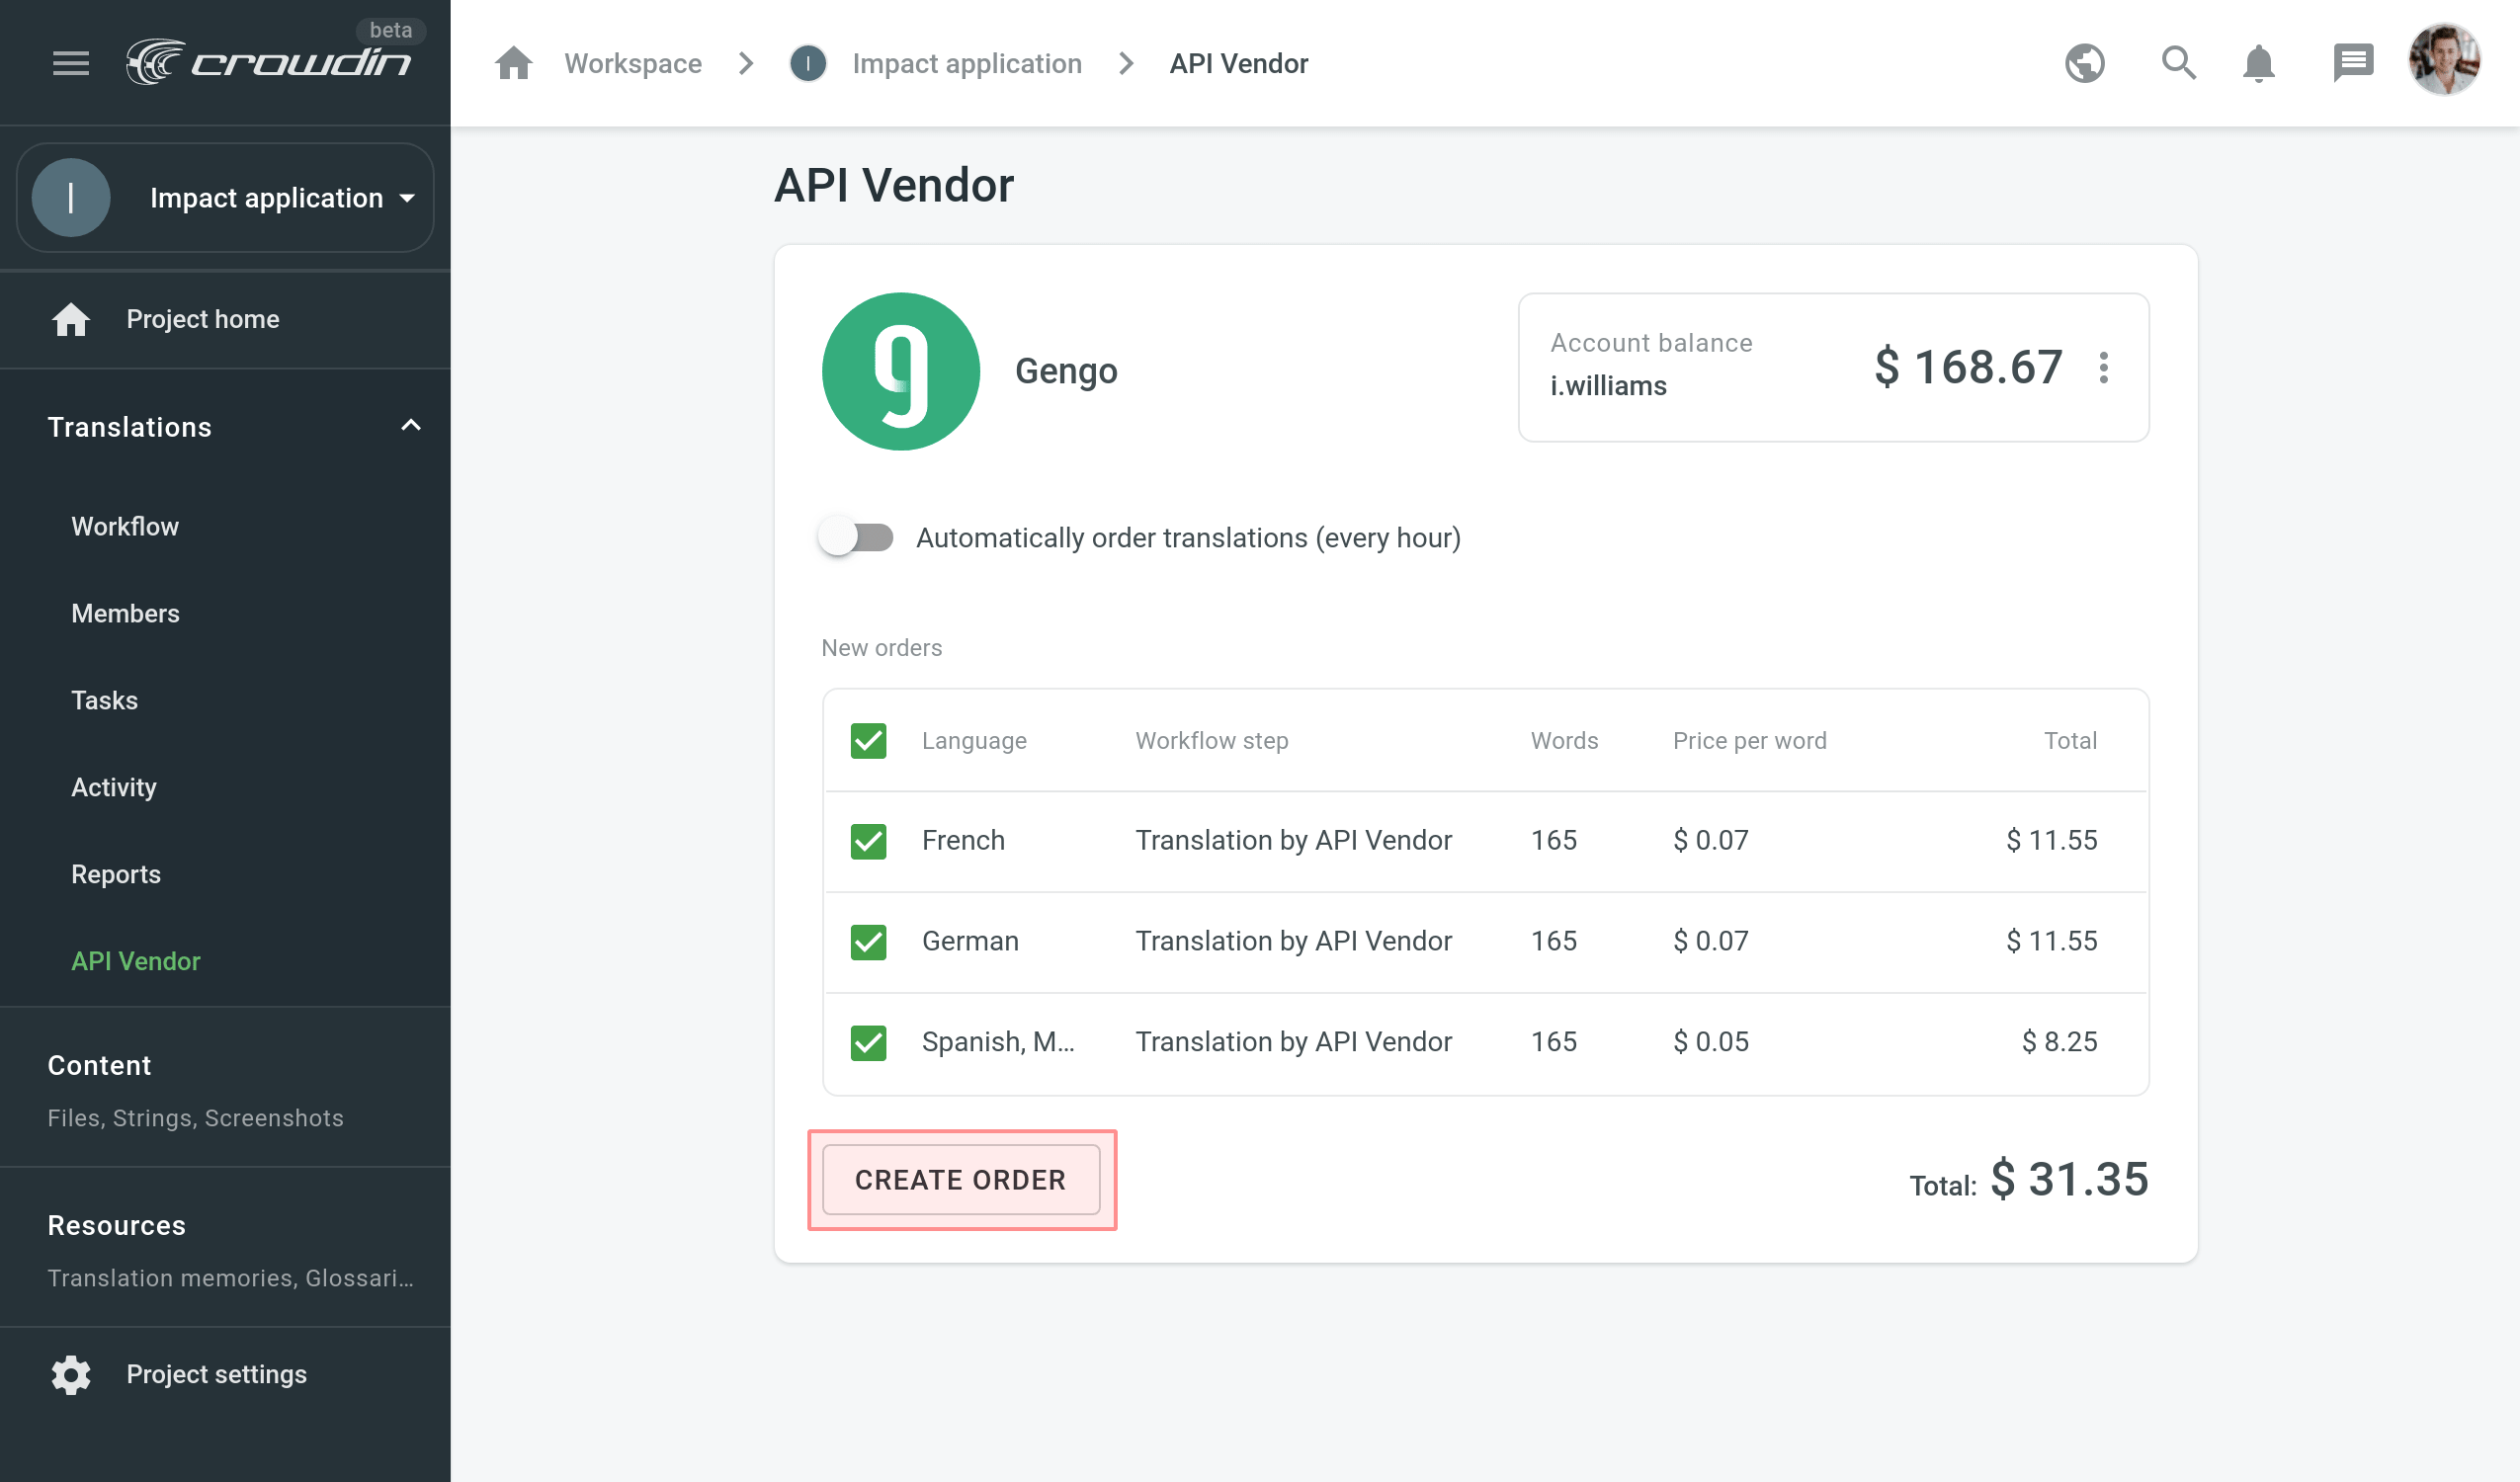 beta
crowdin
Workspace
I
Impact application
API Vendor
I
Impact application
Project home
Translations
Workflow
Members
Tasks
Activity
Reports
API Vendor
Content
Files, Strings, Screenshots
Resources
Translation memories, Glossari...
Project settings
API Vendor
g
Gengo
Account balance
i.williams
$ 168.67
Automatically order translations (every hour)
New orders
Language Workflow step Words Price per word Total
French Translation by API Vendor 165 $ 0.07 $ 11.55
German Translation by API Vendor 165 $ 0.07 $ 11.55
Spanish, M... Translation by API Vendor 165 $ 0.05 $ 8.25
CREATE ORDER
Total: $ 31.35